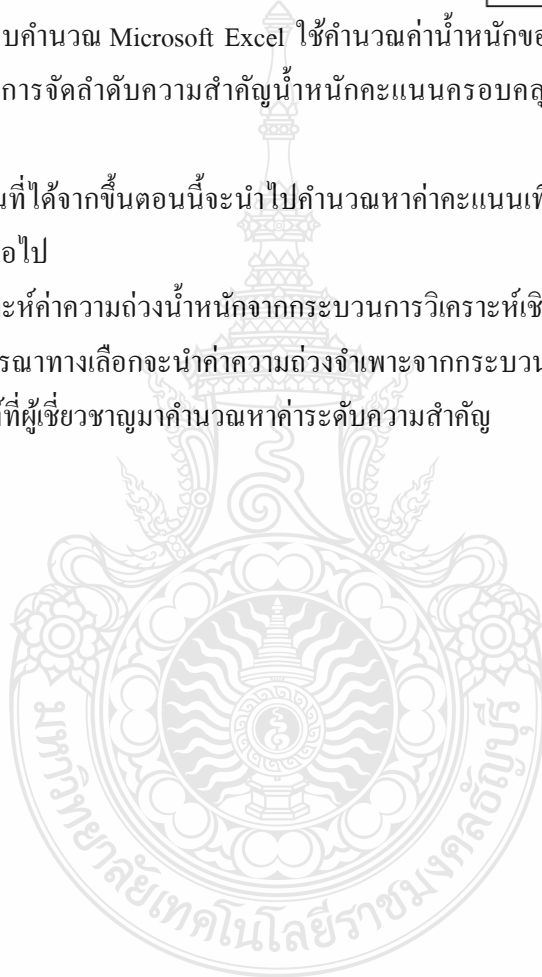 บคำนวณ Microsoft Excel ใช้คำนวณค่าน้ำหนักขอ
การจัดลำดับความสำคัญน้ำหนักคะแนนครอบคลุ
นที่ได้จากขึ้นตอนนี้จะนำไปคำนวณหาค่าคะแนนเพื
อไป
ะห์ค่าความถ่วงน้ำหนักจากกระบวนการวิเคราะห์เชิ
รณาทางเลือกจะนำค่าความถ่วงจำเพาะจากกระบวน
์ที่ผู้เชี่ยวชาญมาคำนวณหาค่าระดับความสำคัญ
มหาวิทยาลัยเทคโนโลยีราชมงคลธัญบุรี